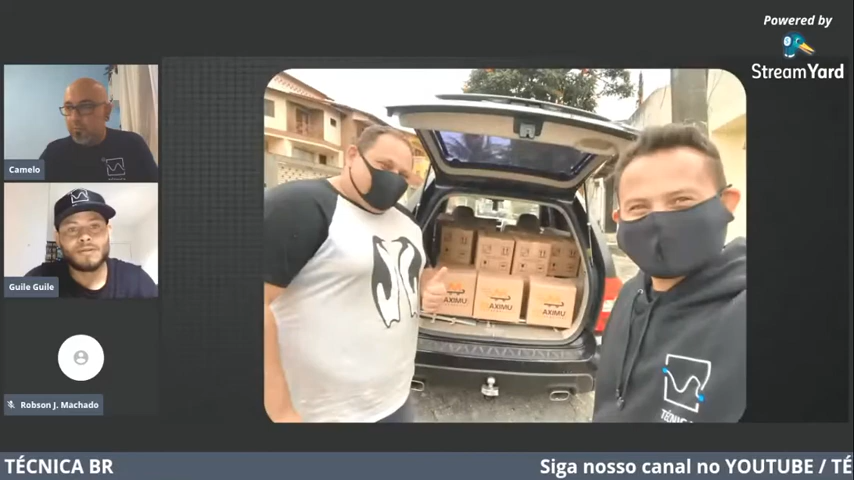 Powered by
StreamYard
Camelo
Guile Guile
Robson J. Machado
AXIMU
AXIMU
AXIMU
TÉCNICA BR
Siga nosso canal no YOUTUBE / TÉ